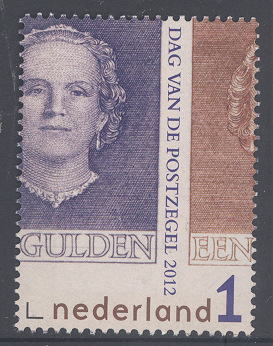 DAG VAN DE POSTZEGEL 2012
GULDEN
EEN
nederland 1